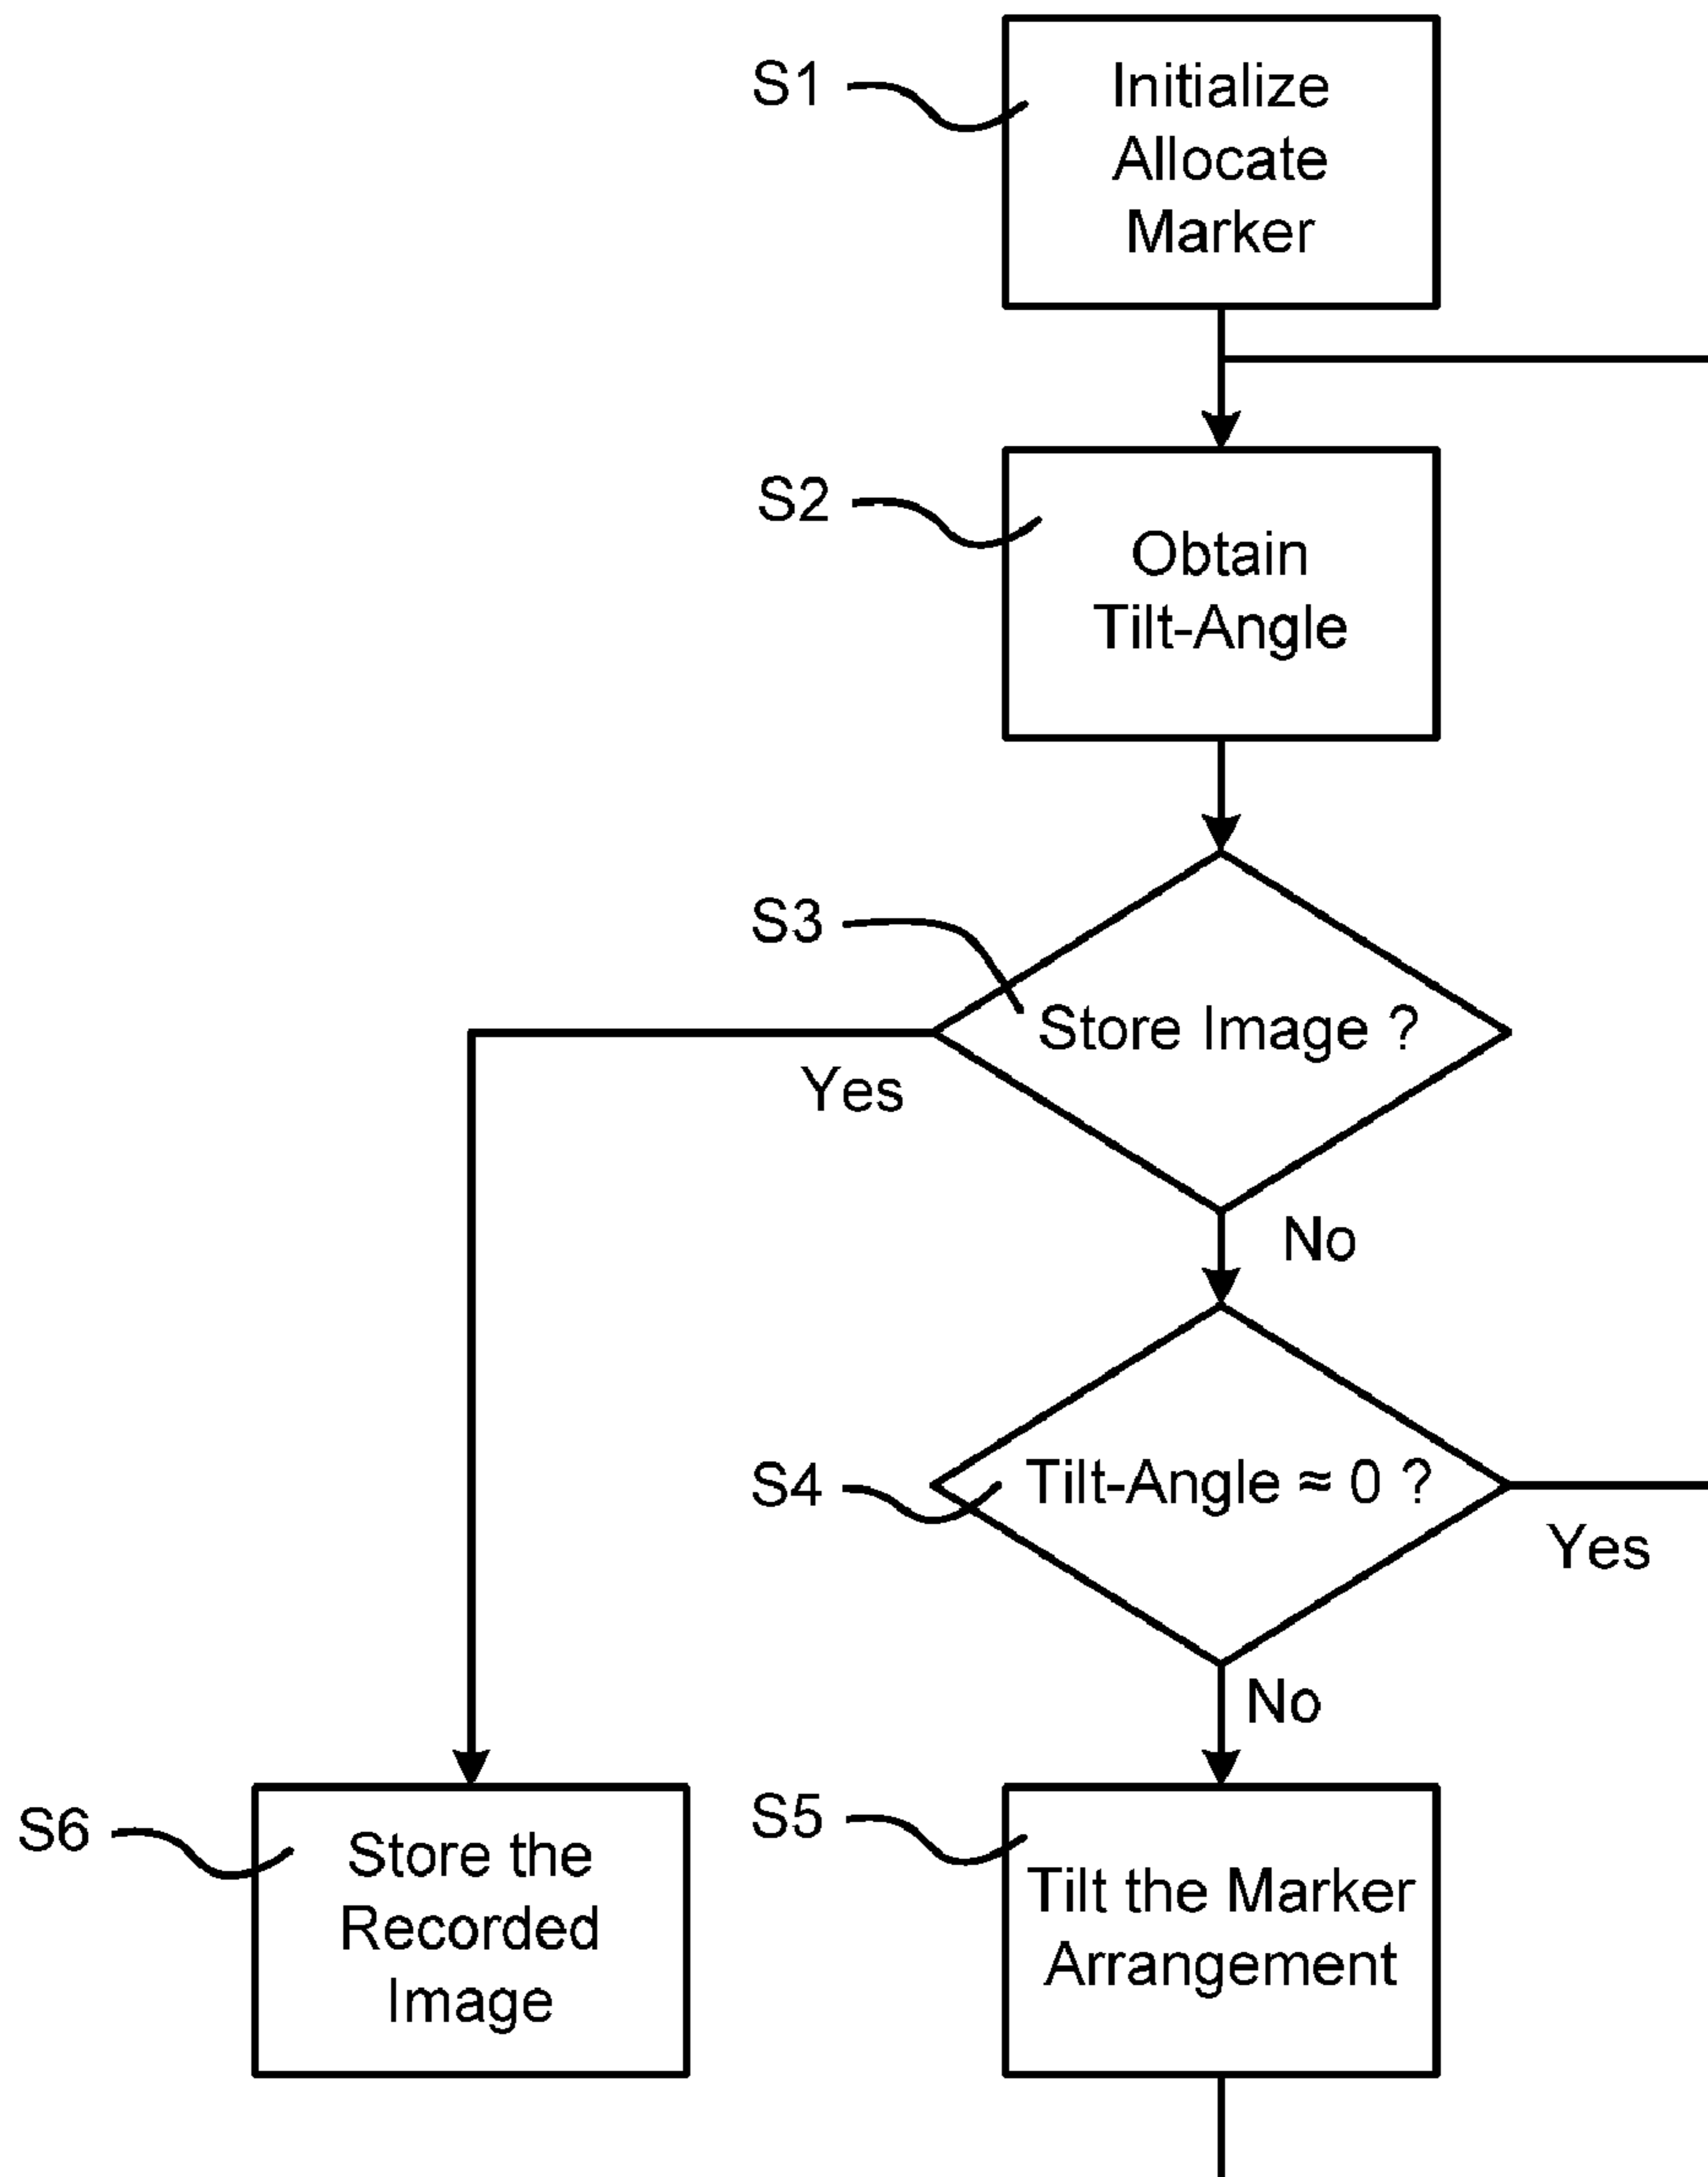 S1
Initialize
Allocate
Marker
S2
Obtain
Tilt-Angle
S3
Store Image ?
Yes
No
S4
Tilt-Angle ≈ 0 ?
Yes
No
S5
Tilt the Marker
Arrangement
S6
Store the
Recorded
Image